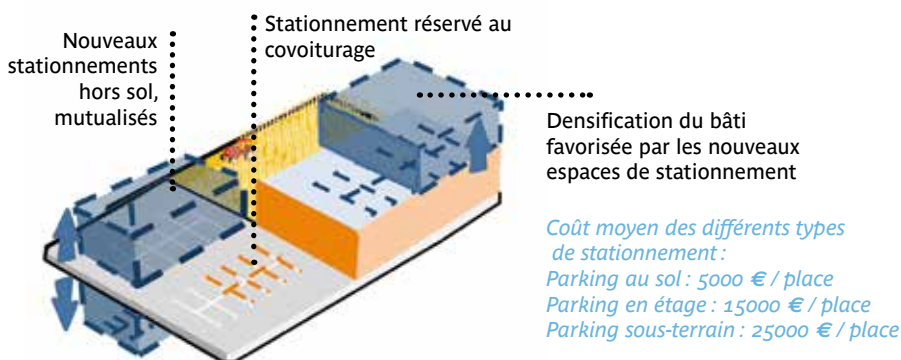 Nouveaux
stationnements
hors sol,
mutualisés
Stationnement réservé au
covoiturage
Densification du bâti
favorisée par les nouveaux
espaces de stationnement
Coût moyen des différents types
de stationnement :
Parking au sol : 5000 € / place
Parking en étage : 15000 € / place
Parking sous-terrain : 25000 € / place